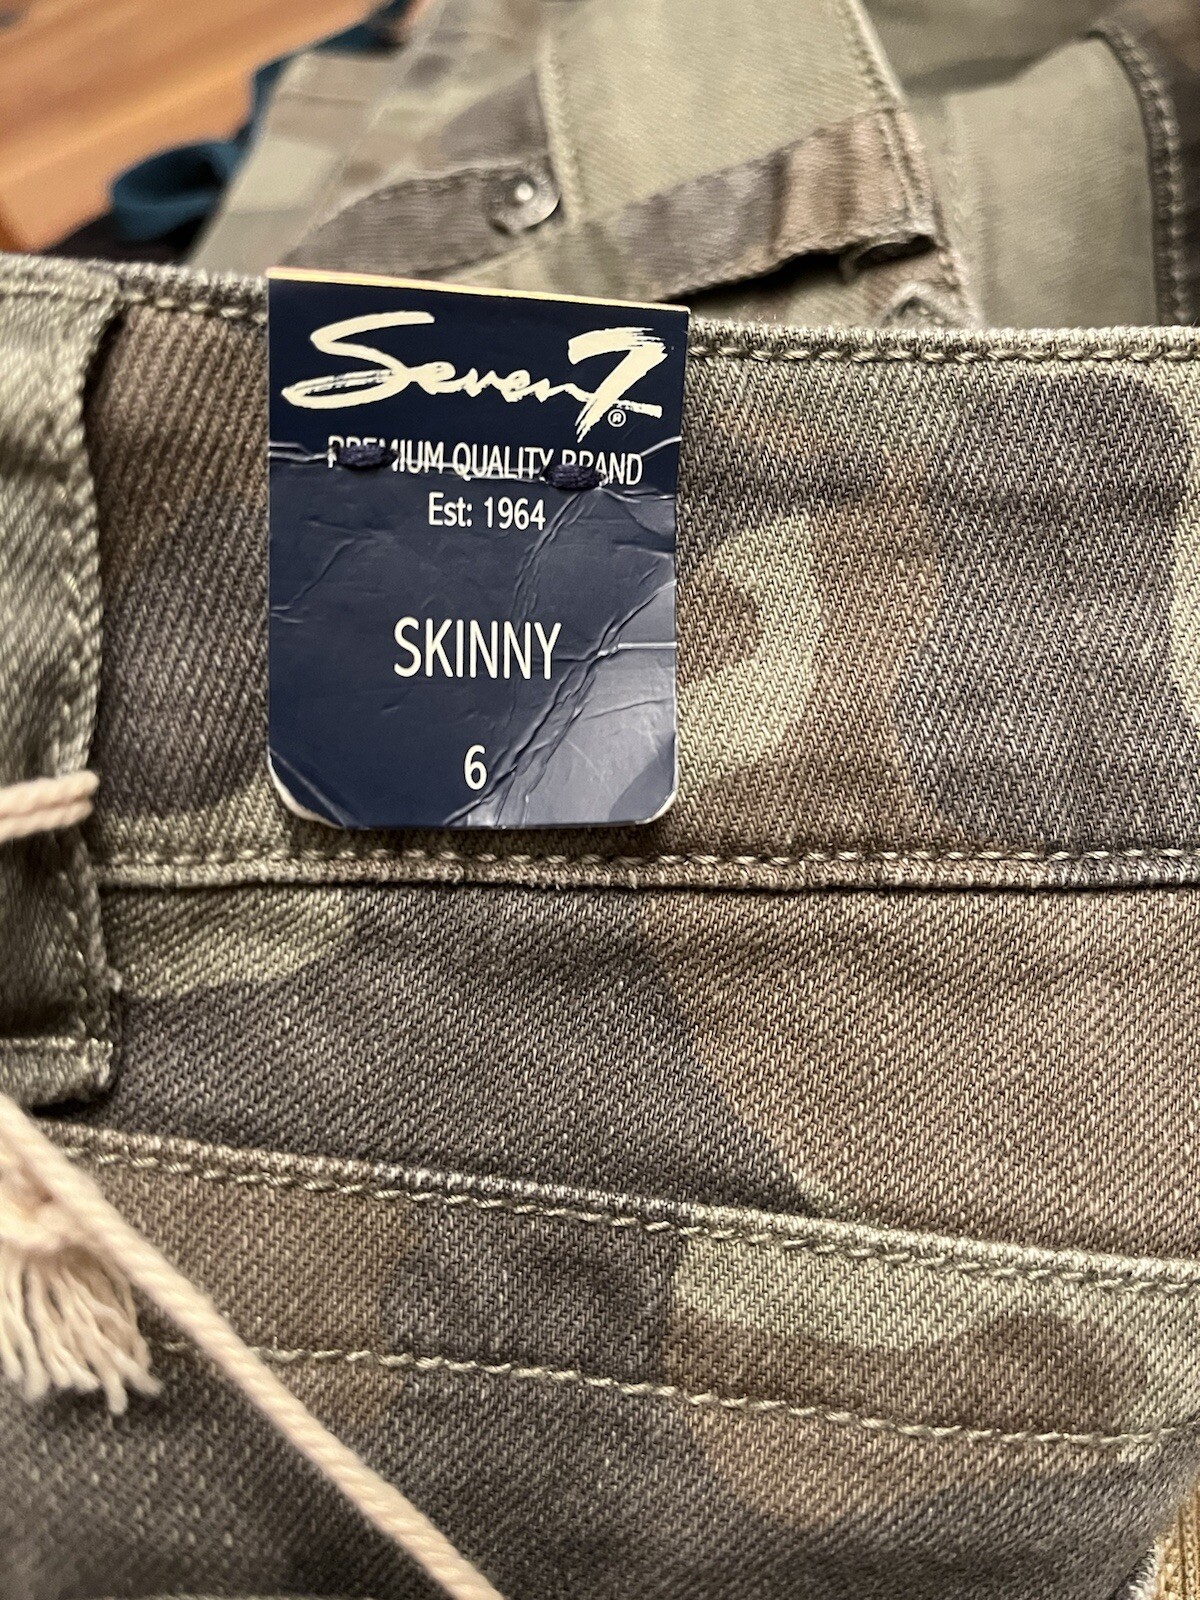 Seven7®
PREMIUM QUALITY BRAND
Est: 1964
SKINNY
6